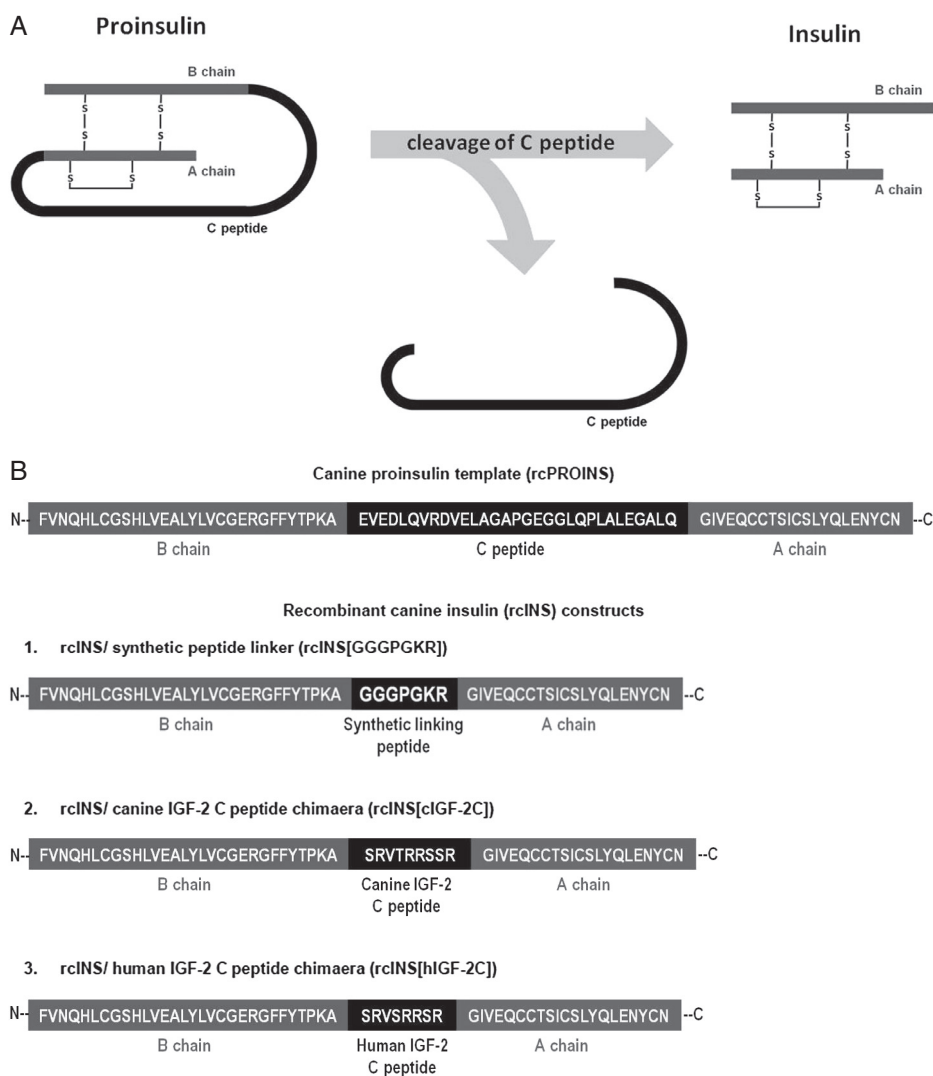 A
Proinsulin
Insulin
B chain
S S
S S
A chain
S S
C peptide
cleavage of C peptide
B chain
S S
S S
A chain
S S
C peptide
B
Canine proinsulin template (rcPROINS)
N-- FVNQHLCGSHLVEALYLVCGERGFFYTPKA EVEDLQVRDVELAGAPGEGGLQPLALEGALQ GIVEQCCTSICSLYQLENYCN --C
B chain C peptide A chain
Recombinant canine insulin (rcINS) constructs
1. rcINS/ synthetic peptide linker (rcINS[GGGPGKR])
N-- FVNQHLCGSHLVEALYLVCGERGFFYTPKA GGGPGKR GIVEQCCTSICSLYQLENYCN --C
B chain Synthetic linking peptide A chain
2. rcINS/ canine IGF-2 C peptide chimaera (rcINS[cIGF-2C])
N-- FVNQHLCGSHLVEALYLVCGERGFFYTPKA SRVTRRSSR GIVEQCCTSICSLYQLENYCN --C
B chain Canine IGF-2 C peptide A chain
3. rcINS/ human IGF-2 C peptide chimaera (rcINS[hIGF-2C])
N-- FVNQHLCGSHLVEALYLVCGERGFFYTPKA SRVSRRSR GIVEQCCTSICSLYQLENYCN --C
B chain Human IGF-2 C peptide A chain